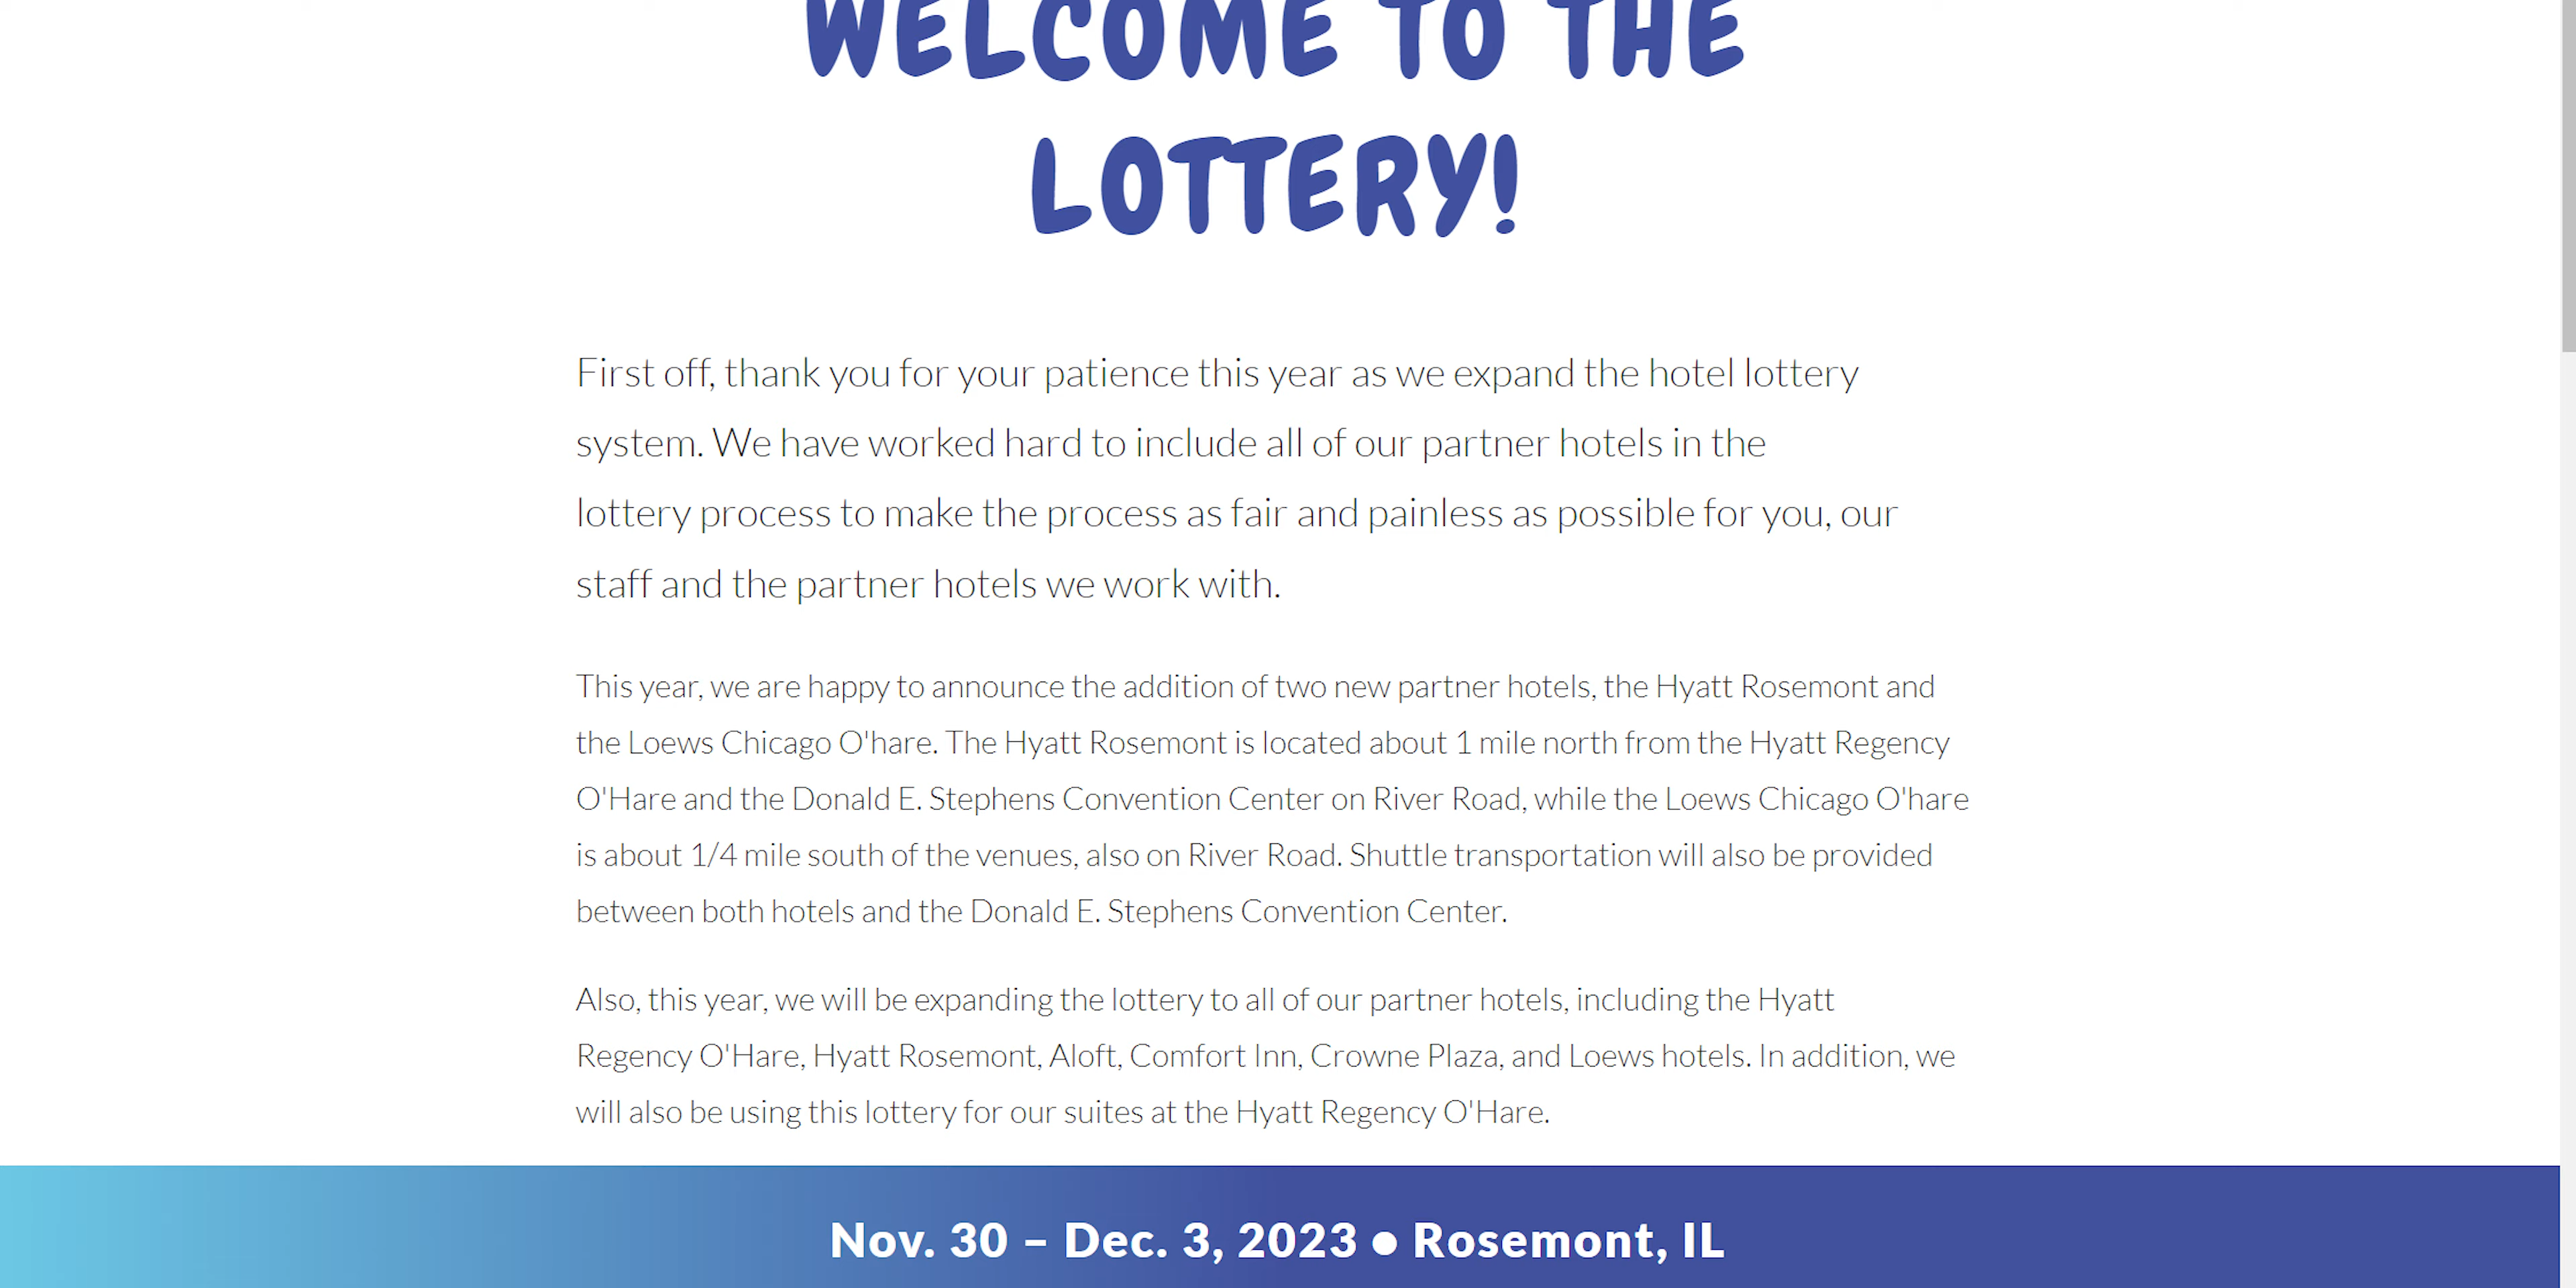 WELCOME TO THE
LOTTERY!
First off, thank you for your patience this year as we expand the hotel lottery
system. We have worked hard to include all of our partner hotels in the
lottery process to make the process as fair and painless as possible for you, our
staff and the partner hotels we work with.
This year, we are happy to announce the addition of two new partner hotels, the Hyatt Rosemont and
the Loews Chicago O'hare. The Hyatt Rosemont is located about 1 mile north from the Hyatt Regency
O'Hare and the Donald E. Stephens Convention Center on River Road, while the Loews Chicago O'hare
is about 1/4 mile south of the venues, also on River Road. Shuttle transportation will also be provided
between both hotels and the Donald E. Stephens Convention Center.
Also, this year, we will be expanding the lottery to all of our partner hotels, including the Hyatt
Regency O'Hare, Hyatt Rosemont, Aloft, Comfort Inn, Crowne Plaza, and Loews hotels. In addition, we
will also be using this lottery for our suites at the Hyatt Regency O'Hare.
Nov. 30 – Dec. 3, 2023 ● Rosemont, IL